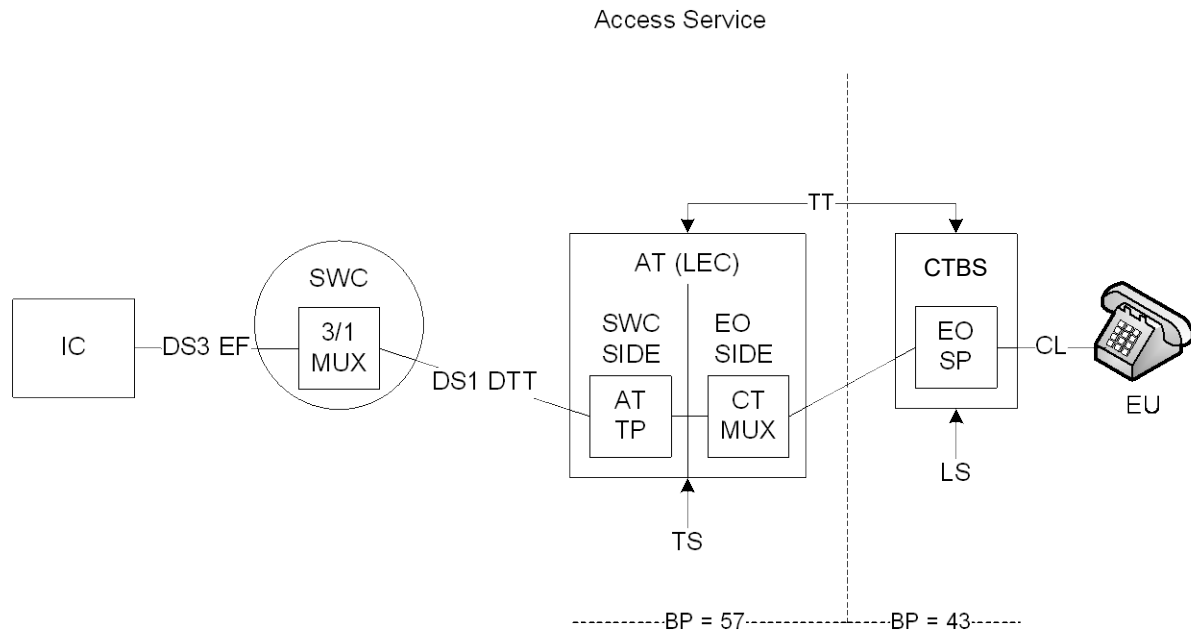 Access Service
TT
AT (LEC)
CTBS
SWC
SWC
SIDE
EO
SIDE
3/1
MUX
IC
DS3 EF
DS1 DTT
AT
TP
CT
MUX
EO
SP
CL
EU
LS
TS
BP = 57
BP = 43